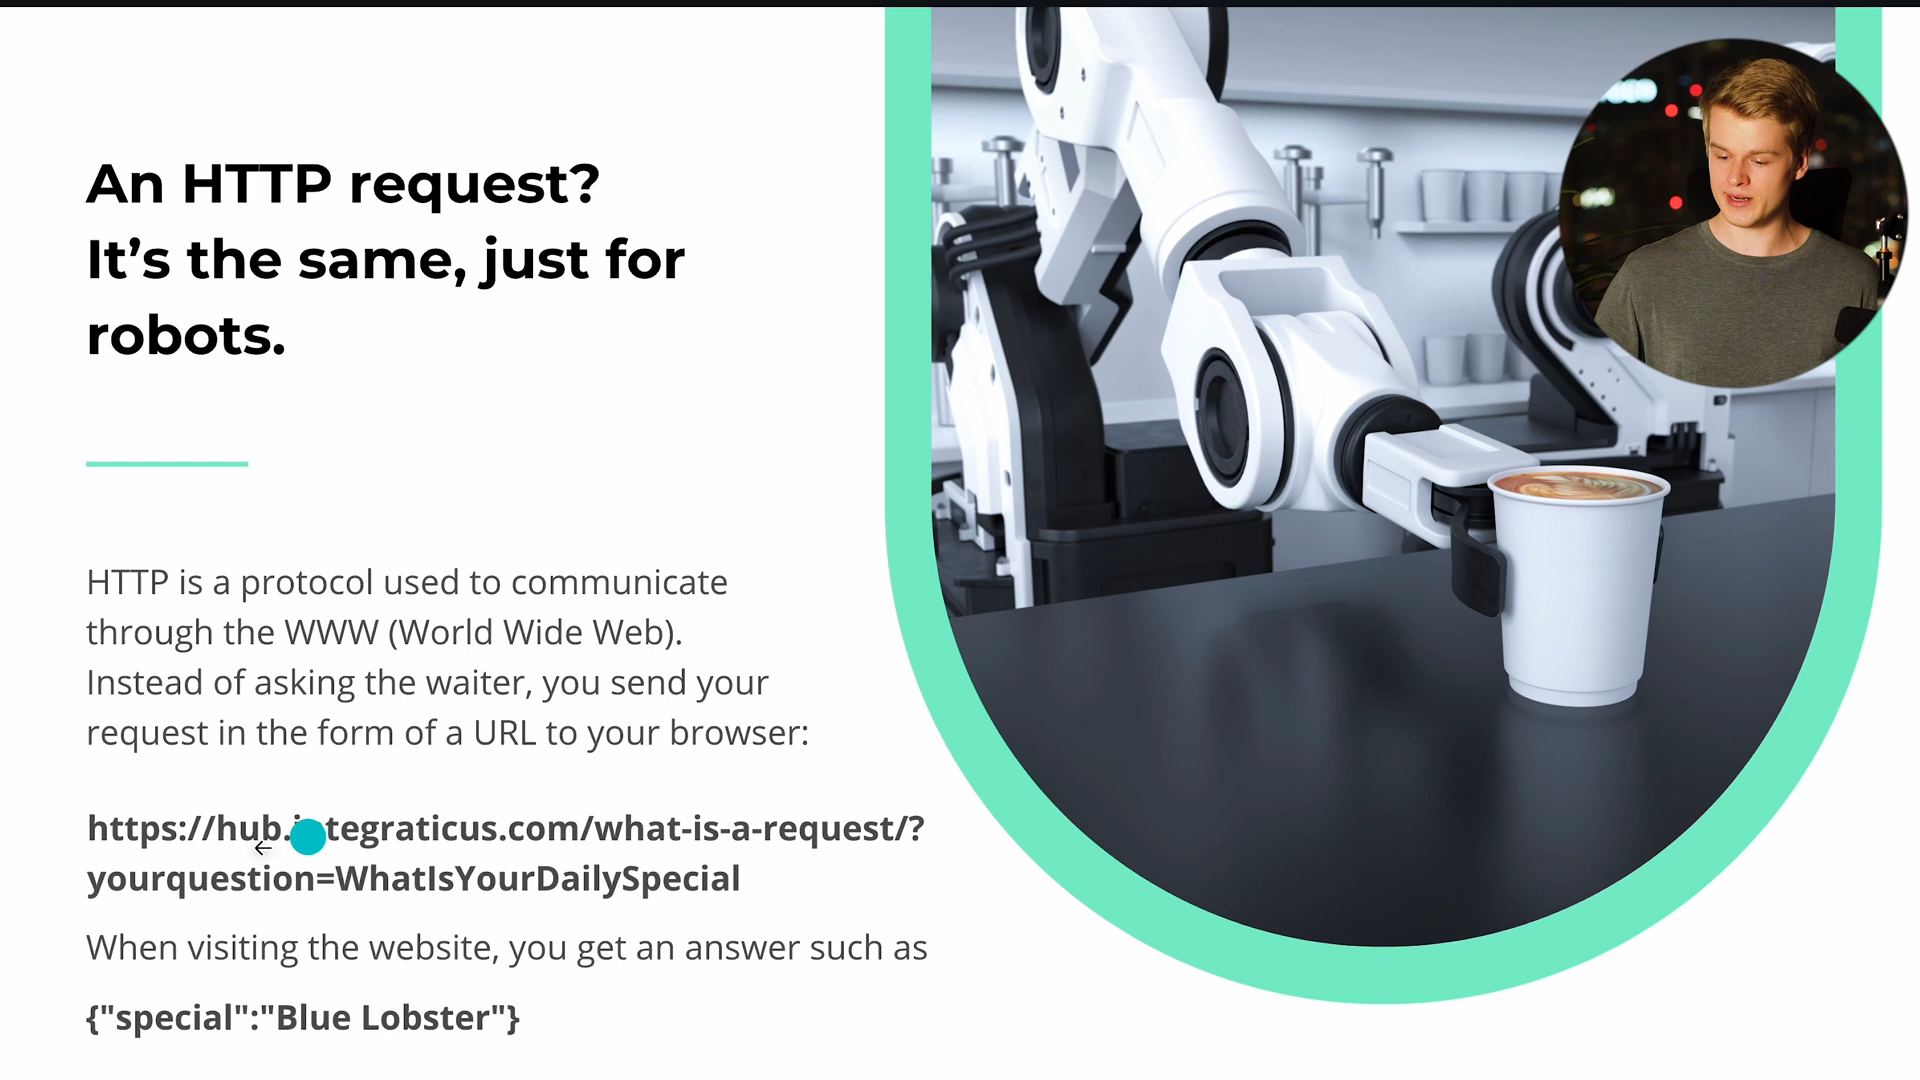 An HTTP request?
It’s the same, just for
robots.
HTTP is a protocol used to communicate
through the WWW (World Wide Web).
Instead of asking the waiter, you send your
request in the form of a URL to your browser:
https://hub.integraticus.com/what-is-a-request/?
yourquestion=WhatIsYourDailySpecial
When visiting the website, you get an answer such as
{"special":"Blue Lobster"}